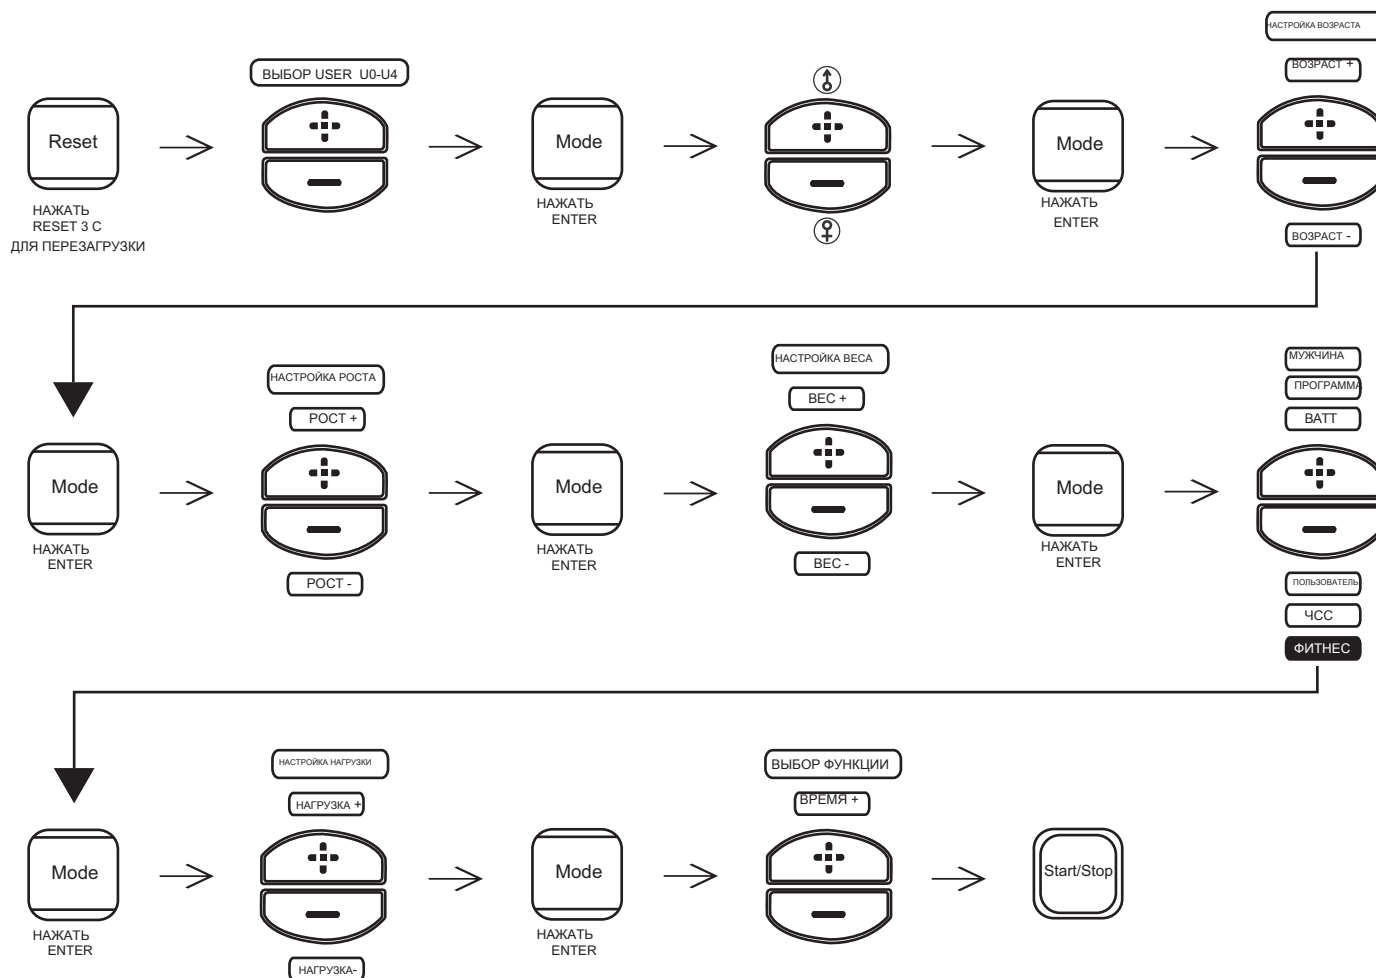 НАСТРОЙКА ВОЗРАСТА
ВОЗРАСТ +
ВЫБОР USER U0-U4
Reset
Mode
Mode
НАЖАТЬ
RESET 3 С
ДЛЯ ПЕРЕЗАГРУЗКИ
НАЖАТЬ
ENTER
НАЖАТЬ
ENTER
ВОЗРАСТ -
НАСТРОЙКА РОСТА
РОСТ +
НАСТРОЙКА ВЕСА
ВЕС +
МУЖЧИНА
ПРОГРАММА
ВАТТ
Mode
Mode
Mode
НАЖАТЬ
ENTER
РОСТ -
НАЖАТЬ
ENTER
ВЕС -
НАЖАТЬ
ENTER
ПОЛЬЗОВАТЕЛЬ
ЧСС
ФИТНЕС
НАСТРОЙКА НАГРУЗКИ
НАГРУЗКА +
ВЫБОР ФУНКЦИИ
ВРЕМЯ +
Mode
Mode
Start/Stop
НАЖАТЬ
ENTER
НАГРУЗКА-
НАЖАТЬ
ENTER